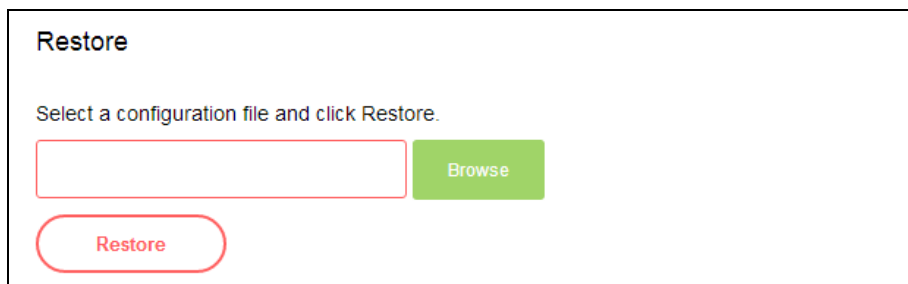 Restore
Select a configuration file and click Restore.
Browse
Restore